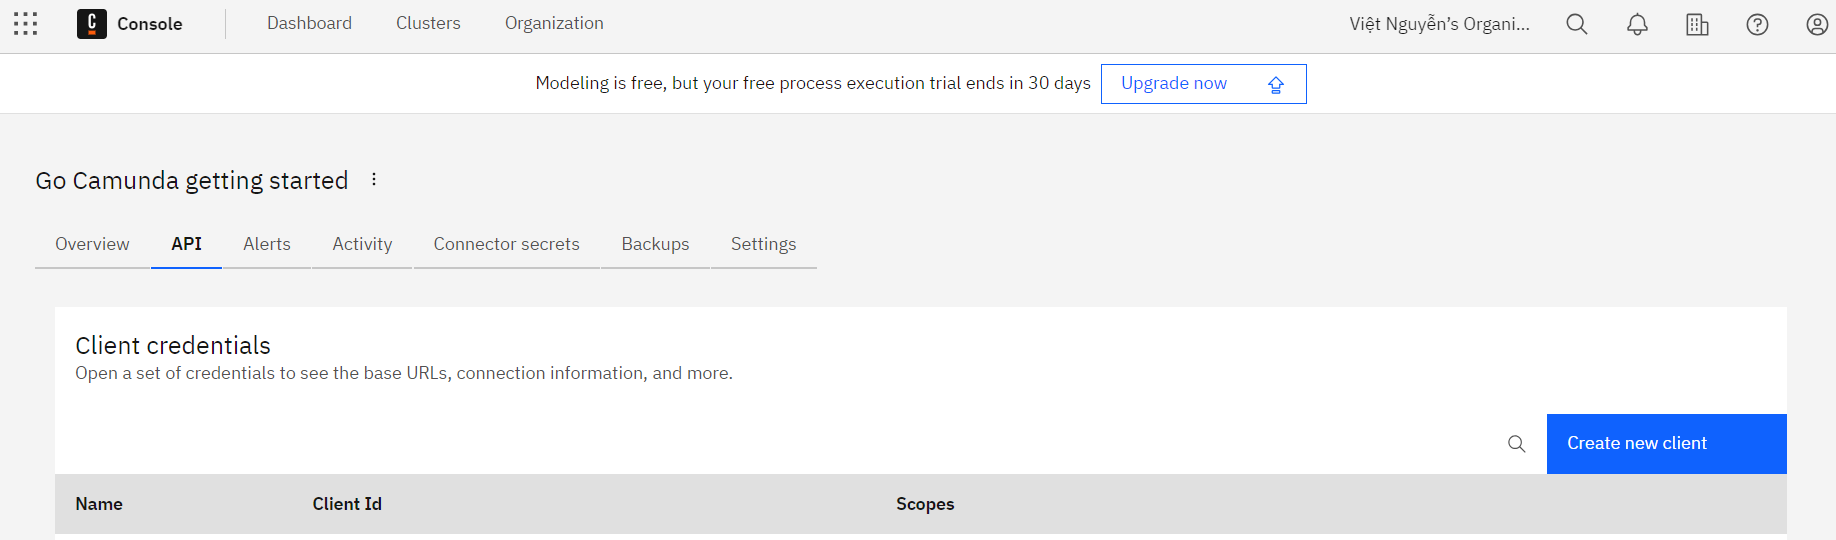 Console Dashboard Clusters Organization Việt Nguyễn’s Organi...
Modeling is free, but your free process execution trial ends in 30 days Upgrade now
Go Camunda getting started
Overview API Alerts Activity Connector secrets Backups Settings
Client credentials
Open a set of credentials to see the base URLs, connection information, and more.
Create new client
Name Client Id Scopes